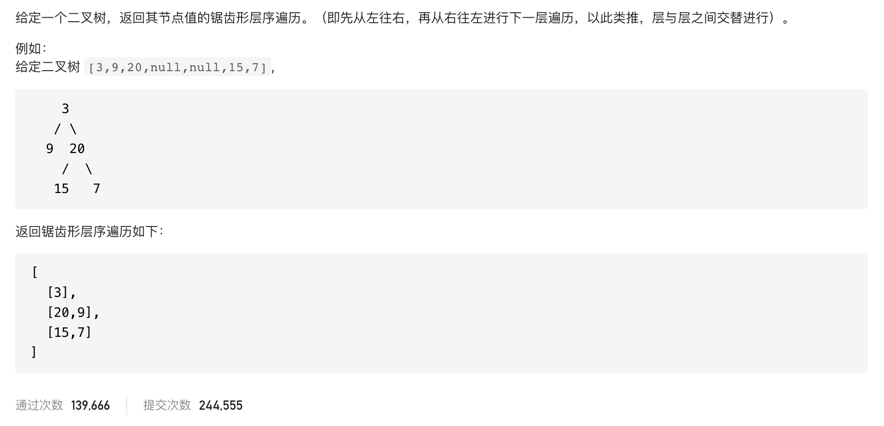 给定一个二叉树，返回其节点值的锯齿形层序遍历。（即先从左往右，再从右往左进行下一层遍历，以此类推，层与层之间交替进行）。
例如：
给定二叉树 [3,9,20,null,null,15,7],
3
/ \
9 20
/ \
15 7
返回锯齿形层序遍历如下：
[
[3],
[20,9],
[15,7]
]
通过次数 139,666 提交次数 244,555